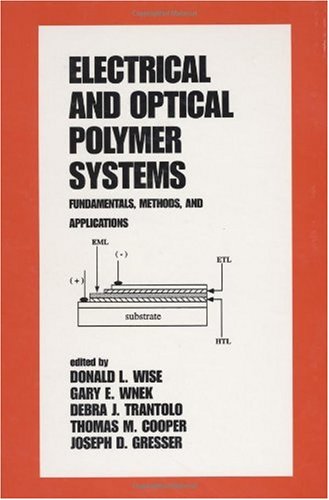 ELECTRICAL
AND OPTICAL
POLYMER
SYSTEMS
FUNDAMENTALS, METHODS, AND
APPLICATIONS
EML
(-)
(+)
ETL
substrate
HTL
edited by
DONALD L. WISE
GARY E. WNEK
DEBRA J. TRANTOLO
THOMAS M. COOPER
JOSEPH D. GRESSER